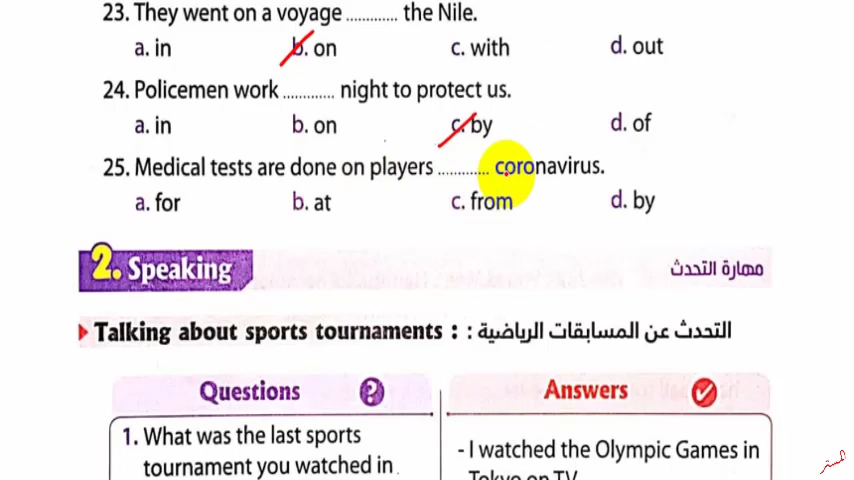 23. They went on a voyage ............. the Nile.
a. in b. on c. with d. out
24. Policemen work ............. night to protect us.
a. in b. on c. by d. of
25. Medical tests are done on players ............. coronavirus.
a. for b. at c. from d. by
2. Speaking مهارة التحدث
Talking about sports tournaments : : التحدث عن المسابقات الرياضية
Questions ? Answers
1. What was the last sports
tournament you watched in
- I watched the Olympic Games in
Tokyo on TV.